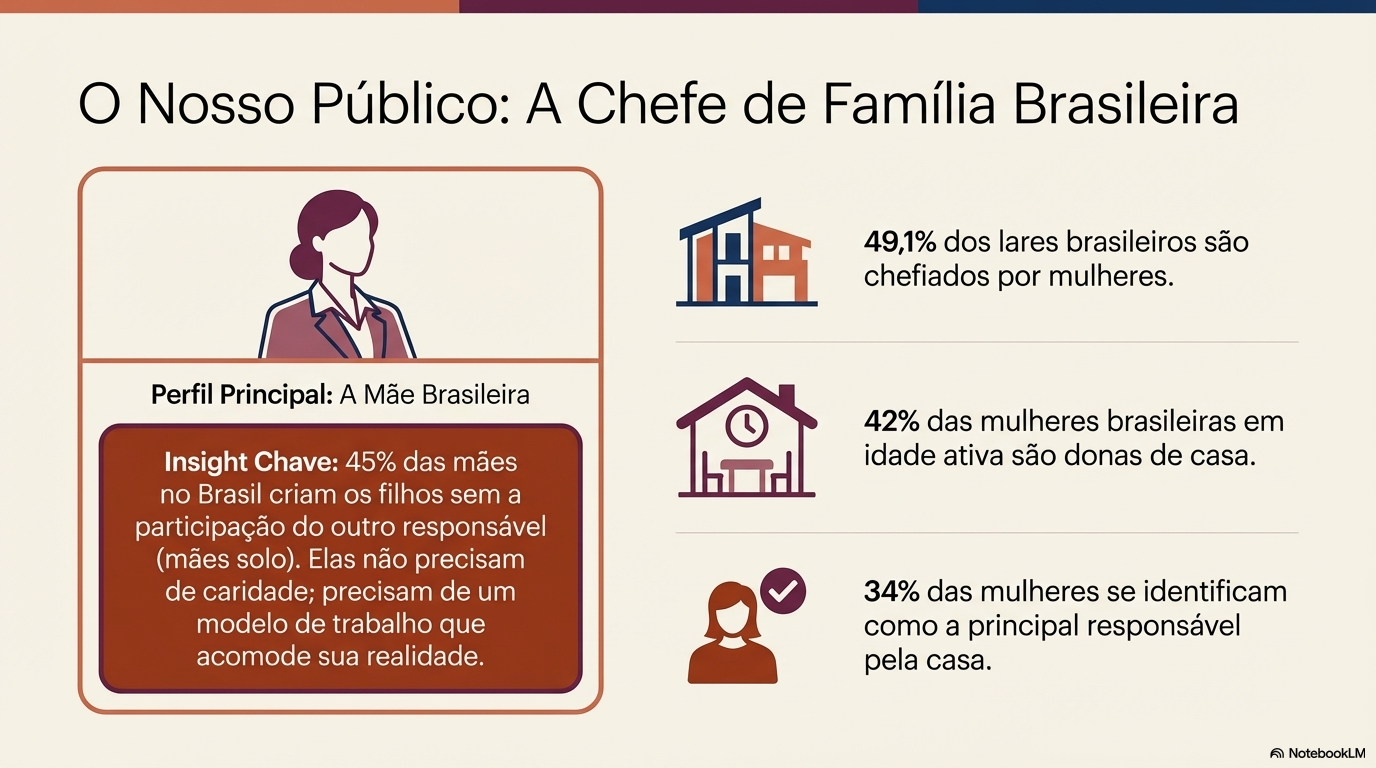 O Nosso Público: A Chefe de Família Brasileira
Perfil Principal: A Mãe Brasileira
Insight Chave: 45% das mães
no Brasil criam os filhos sem a
participação do outro responsável
(mães solo). Elas não precisam
de caridade; precisam de um
modelo de trabalho que
acomode sua realidade.
49,1% dos lares brasileiros são
chefiados por mulheres.
42% das mulheres brasileiras em
idade ativa são donas de casa.
34% das mulheres se identificam
como a principal responsável
pela casa.
NotebookLM